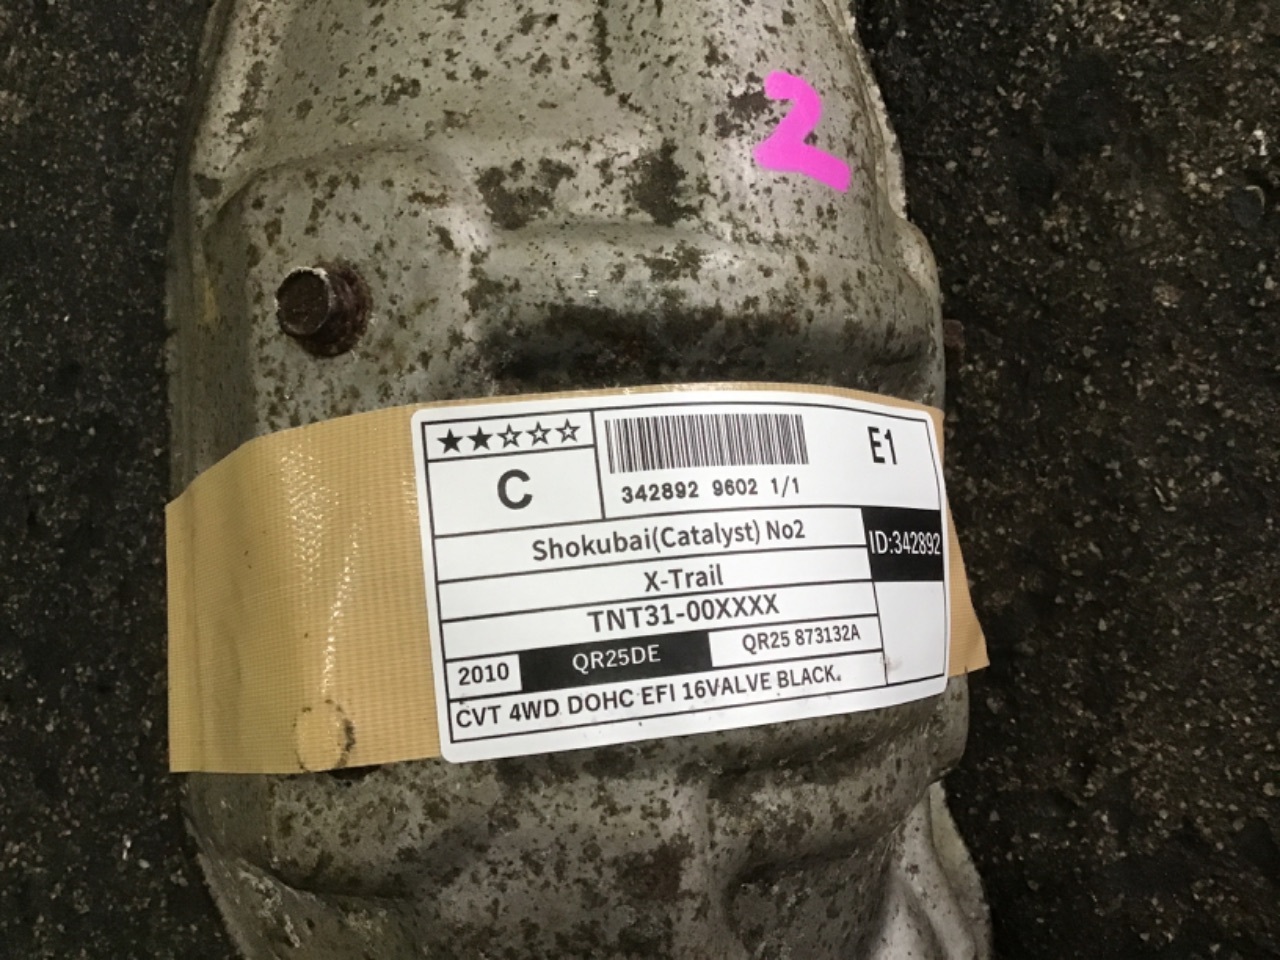 2
★★☆☆☆
E1
C
342892 9602 1/1
Shokubai(Catalyst) No2
ID:342892
X-Trail
TNT31-00XXXX
2010 QR25DE QR25 873132A
CVT 4WD DOHC EFI 16VALVE BLACK.